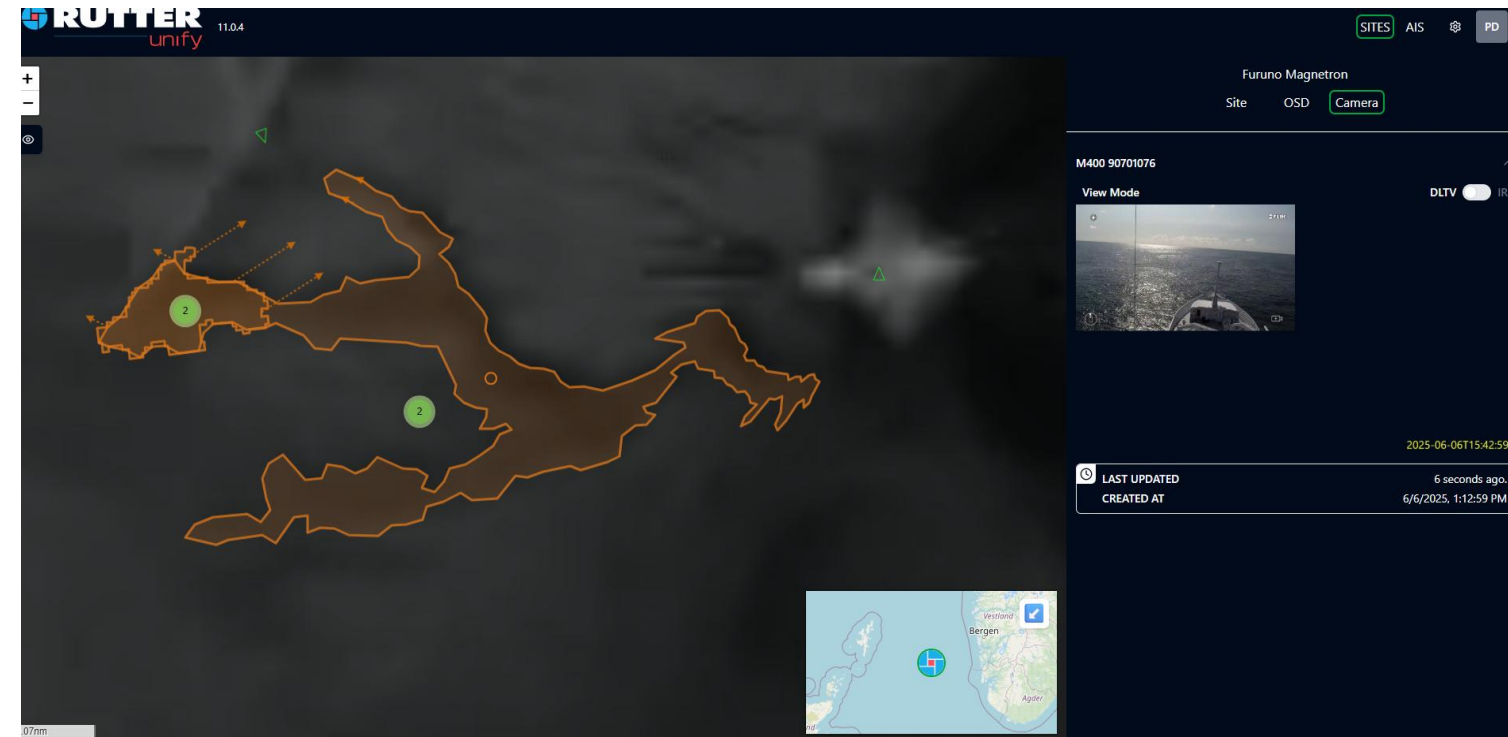 RUTTER
unify
11.0.4
SITES AIS PD
+
−
Furuno Magnetron
Site OSD Camera
M400 90701076
View Mode DLTV IR
2
2
2025-06-06T15:42:59
LAST UPDATED 6 seconds ago.
CREATED AT 6/6/2025, 1:12:59 PM
Vestland
Bergen
Agder
nd
.07nm